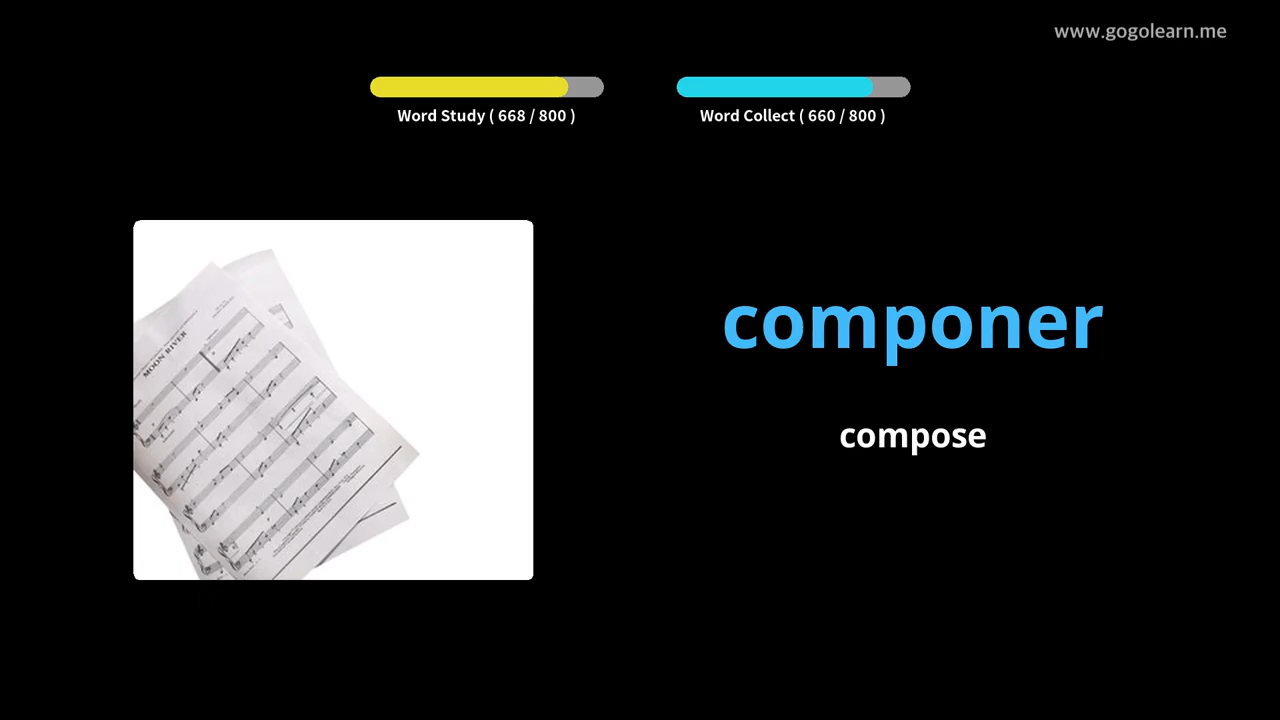 www.gogolearn.me
Word Study ( 668 / 800 )
Word Collect ( 660 / 800 )
MOON RIVER
componer
compose